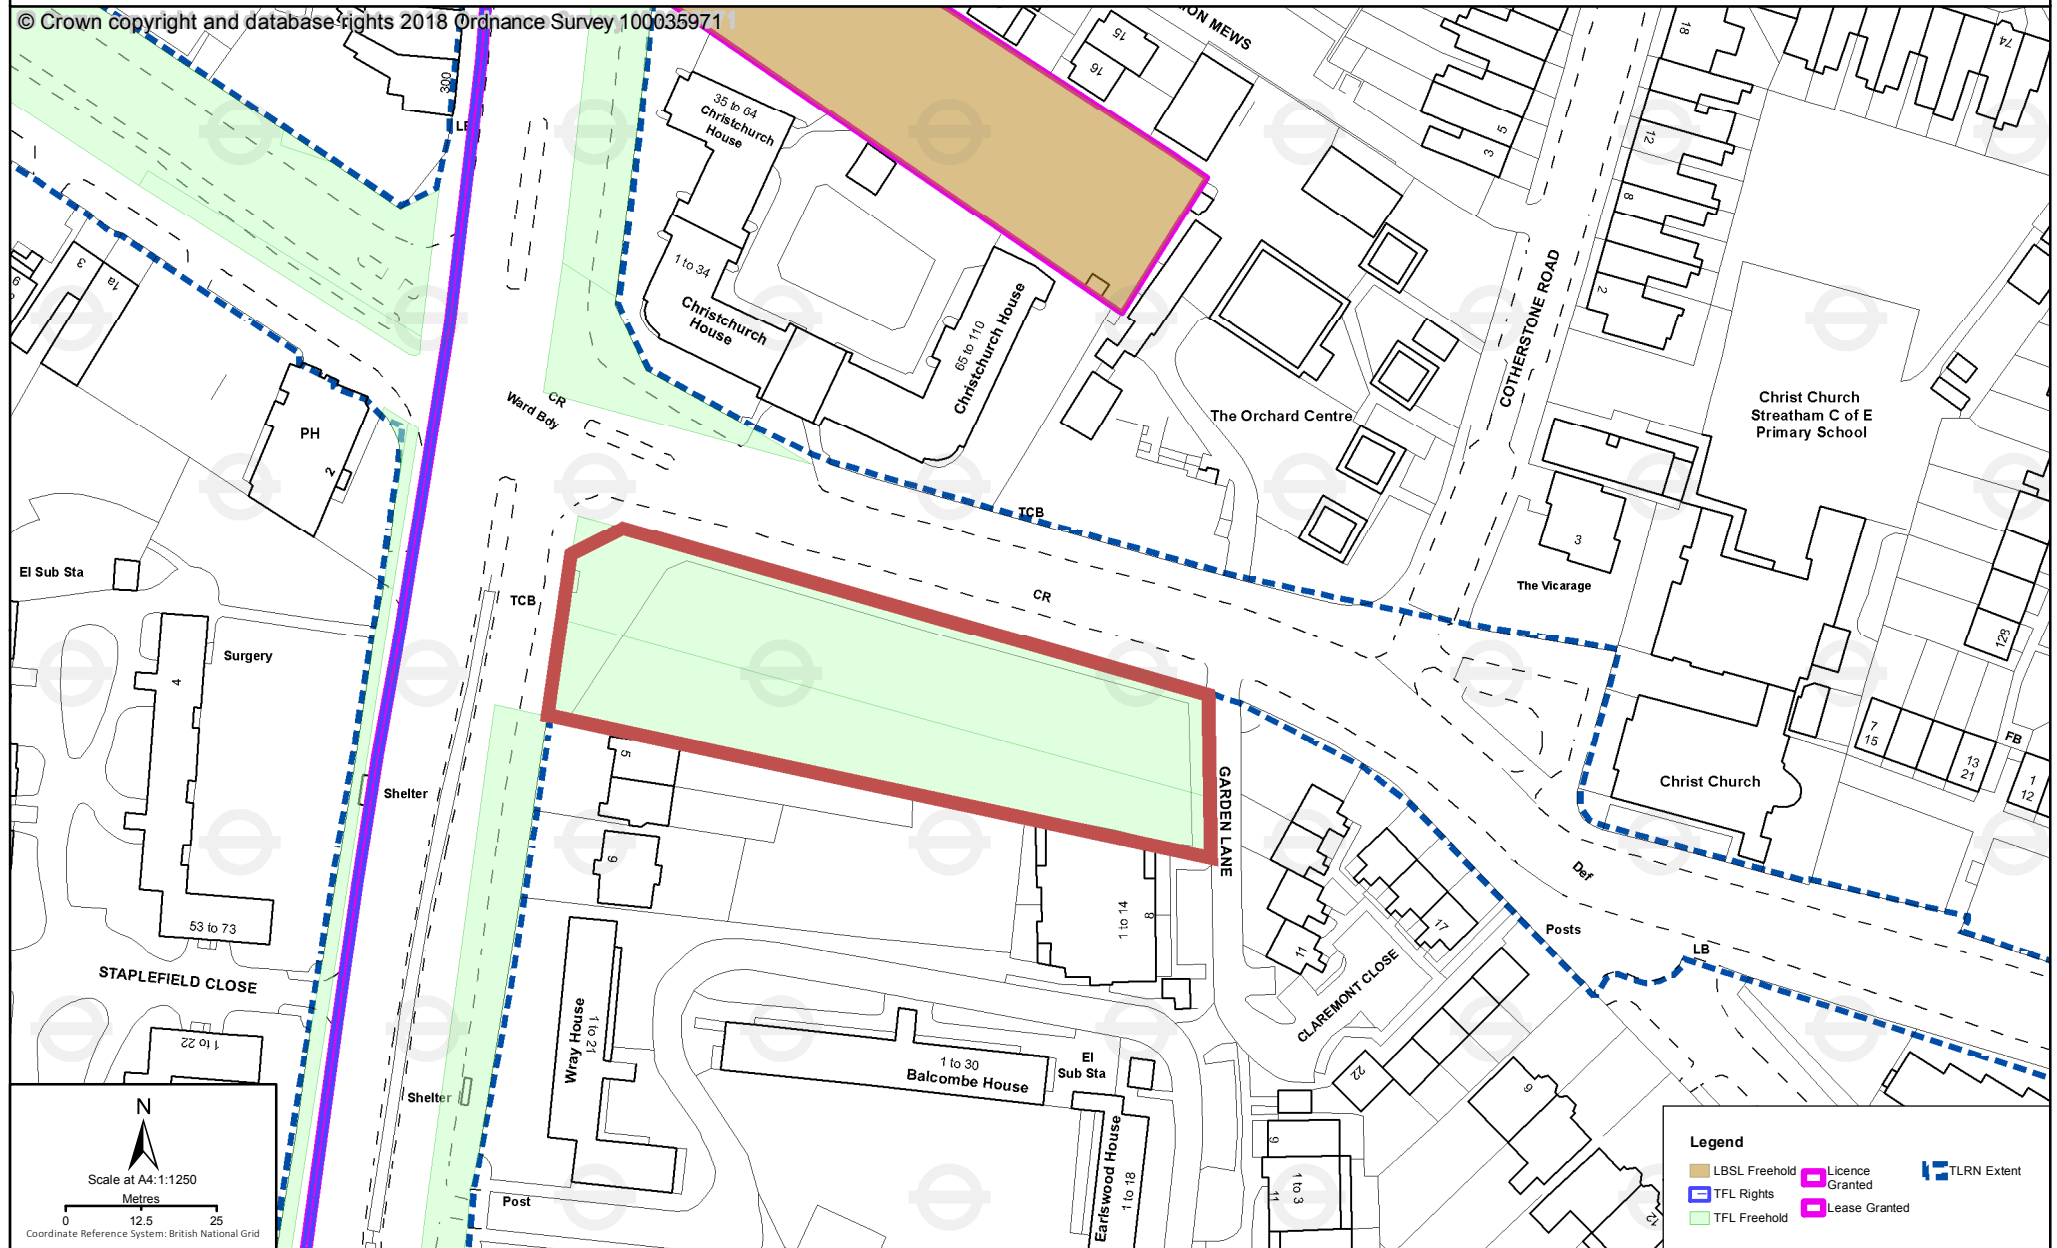 © Crown copyright and database rights 2018 Ordnance Survey 100035971
ION MEWS
300
LB
15
16
18
74
5
3
12
8
2
35 to 64
Christchurch
House
1 to 34
Christchurch
House
65 to 110
Christchurch House
3
1a
9
PH
2
CR
Ward Bdy
The Orchard Centre
COTHERSTONE ROAD
Christ Church
Streatham C of E
Primary School
TCB
3
The Vicarage
128
El Sub Sta
TCB
CR
Surgery
4
Shelter
5
9
GARDEN LANE
Christ Church
7
15
13
21
FB
1
12
Def
Posts
LB
17
11
CLAREMONT CLOSE
1 to 14
8
53 to 73
STAPLEFIELD CLOSE
1 to 22
Wray House
1 to 21
1 to 30
Balcombe House
El
Sub Sta
22
6
9
11
1 to 3
12
Earlswood House
1 to 18
Shelter
Post
N
Scale at A4: 1:1250
Metres
0 12.5 25
Coordinate Reference System: British National Grid
Legend
LBSL Freehold
TFL Rights
TFL Freehold
Licence
Granted
Lease Granted
TLRN Extent